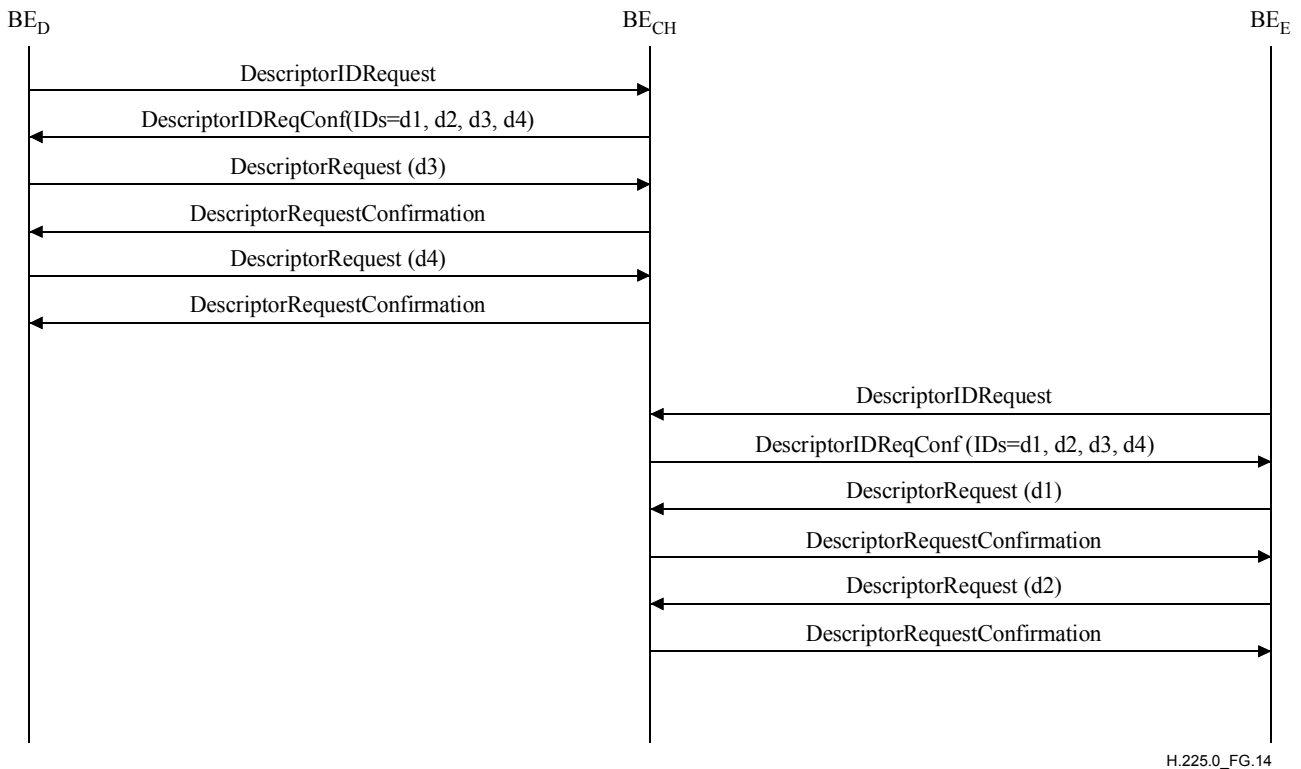 BE_D BE_CH BE_E
DescriptorIDRequest
DescriptorIDReqConf(IDs=d1, d2, d3, d4)
DescriptorRequest (d3)
DescriptorRequestConfirmation
DescriptorRequest (d4)
DescriptorRequestConfirmation
DescriptorIDRequest
DescriptorIDReqConf (IDs=d1, d2, d3, d4)
DescriptorRequest (d1)
DescriptorRequestConfirmation
DescriptorRequest (d2)
DescriptorRequestConfirmation
H.225.0_FG.14